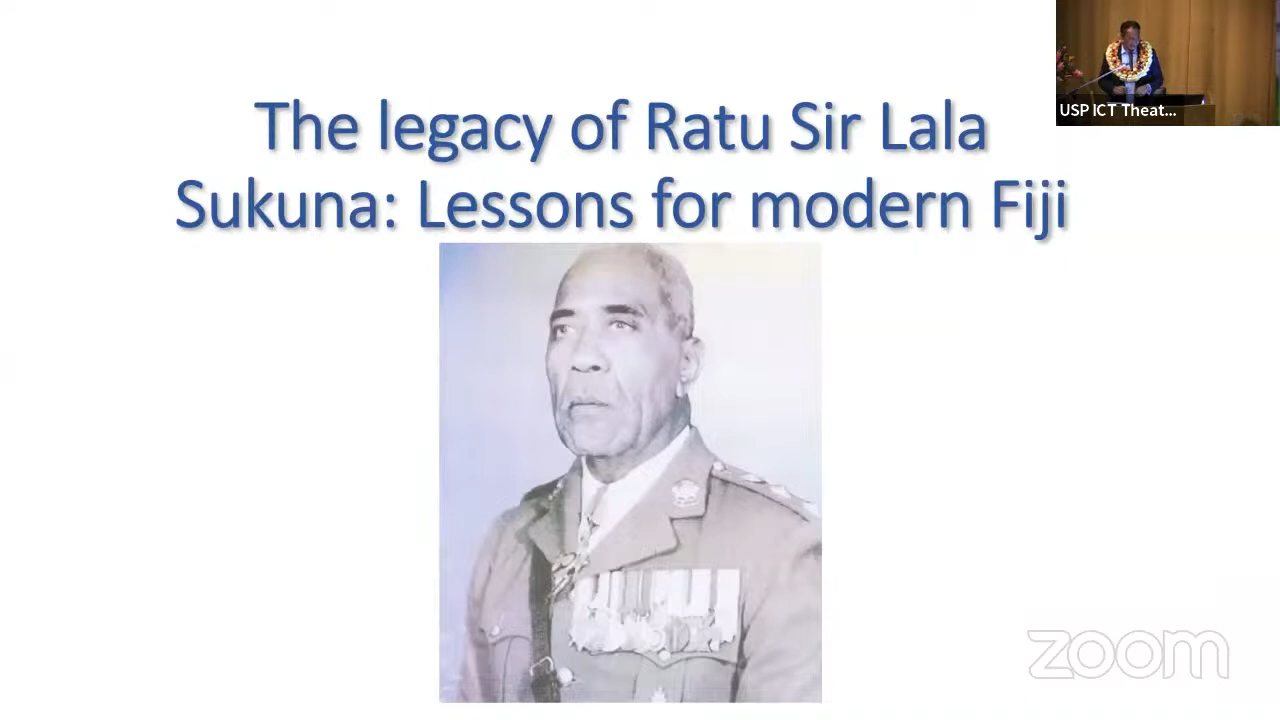 The legacy of Ratu Sir Lala
Sukuna: Lessons for modern Fiji
USP ICT Theat...
zoom